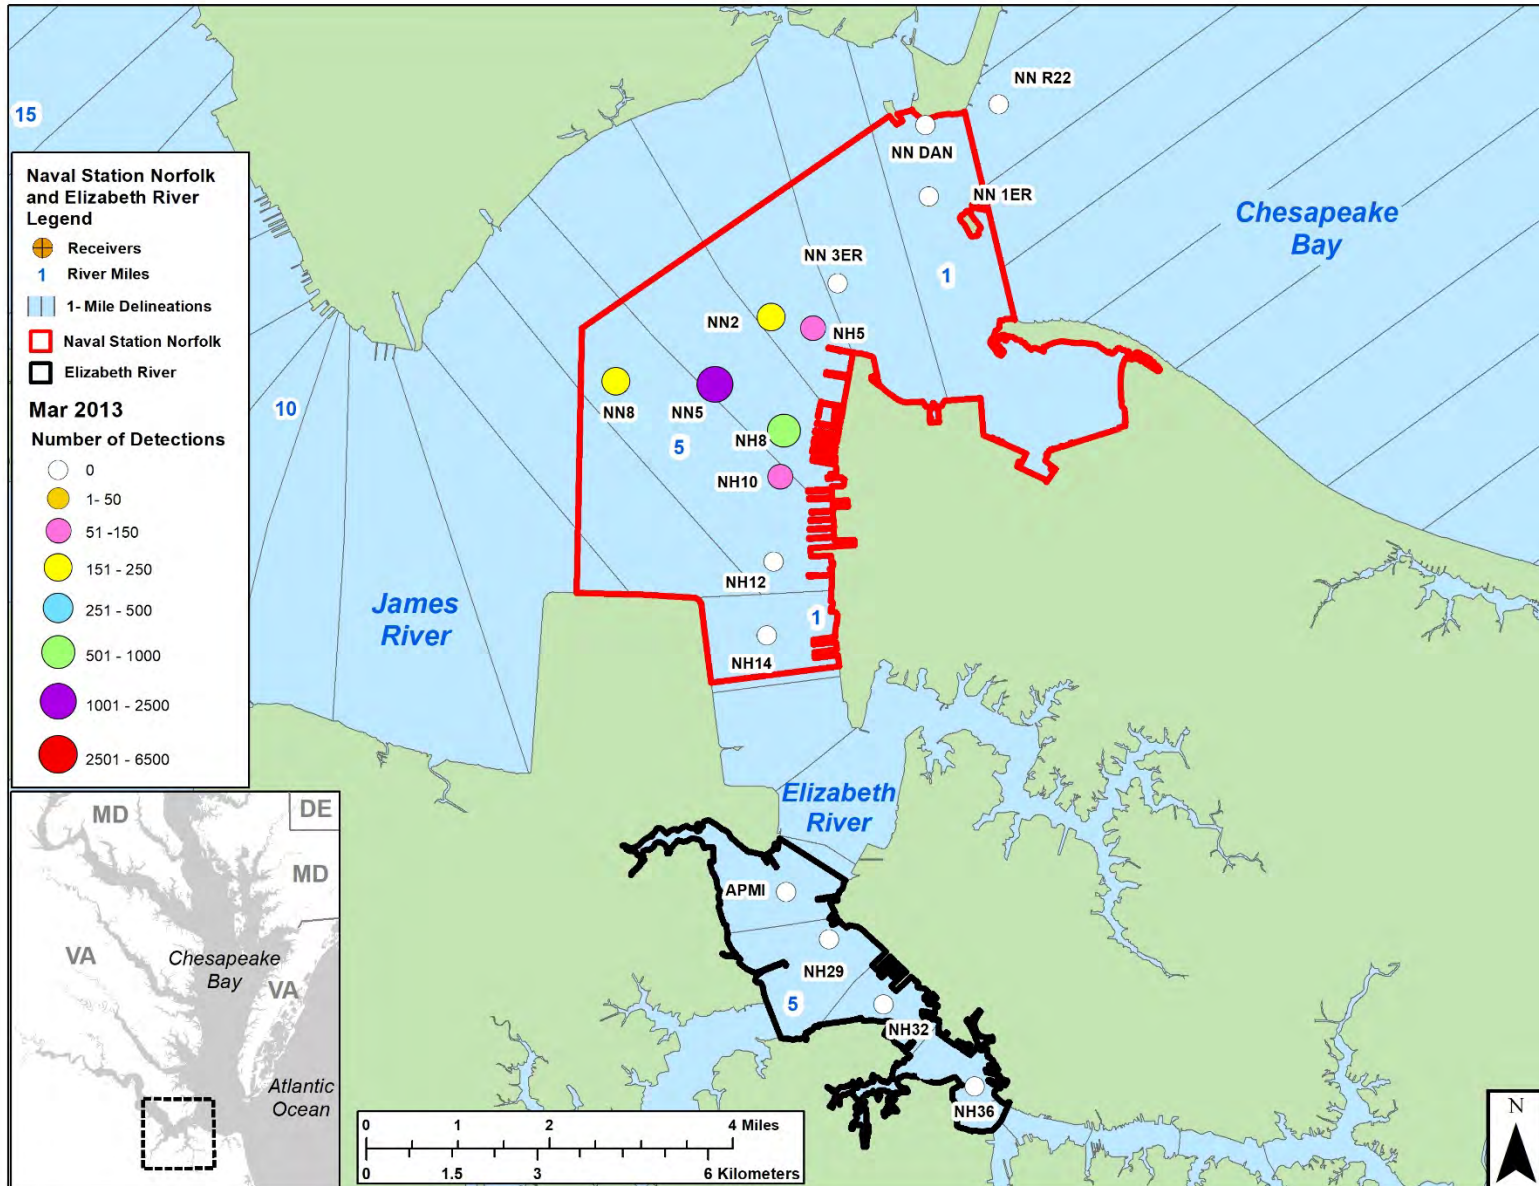 NN R22
15
NN DAN
Naval Station Norfolk
and Elizabeth River
Legend
Receivers
1 River Miles
1- Mile Delineations
Naval Station Norfolk
Elizabeth River
Mar 2013
Number of Detections
0
1- 50
51 -150
151 - 250
251 - 500
501 - 1000
1001 - 2500
2501 - 6500
NN 1ER
Chesapeake
Bay
NN 3ER
1
NN2
NH5
NN8
NN5
10
NH8
5
NH10
NH12
James
River
1
NH14
Elizabeth
River
APMI
NH29
5
NH32
NH36
MD
DE
MD
VA
Chesapeake
Bay
VA
Atlantic
Ocean
0 1 2 4 Miles
0 1.5 3 6 Kilometers
N